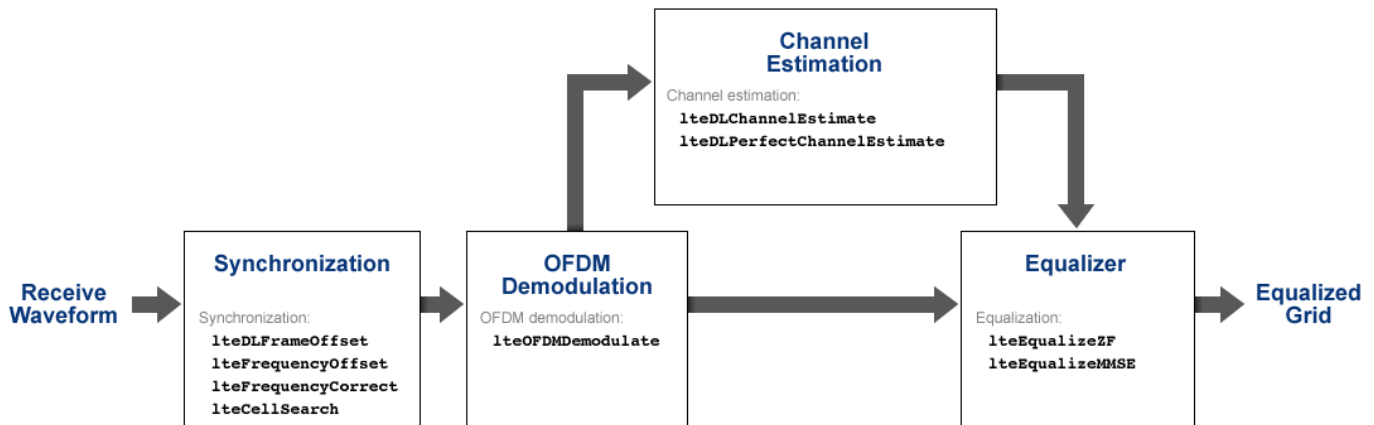 Channel
Estimation
Channel estimation:
lteDLChannelEstimate
lteDLPerfectChannelEstimate
Receive
Waveform
Synchronization
Synchronization:
lteDLFrameOffset
lteFrequencyOffset
lteFrequencyCorrect
lteCellSearch
OFDM
Demodulation
OFDM demodulation:
lteOFDMDemodulate
Equalizer
Equalization:
lteEqualizeZF
lteEqualizeMMSE
Equalized
Grid